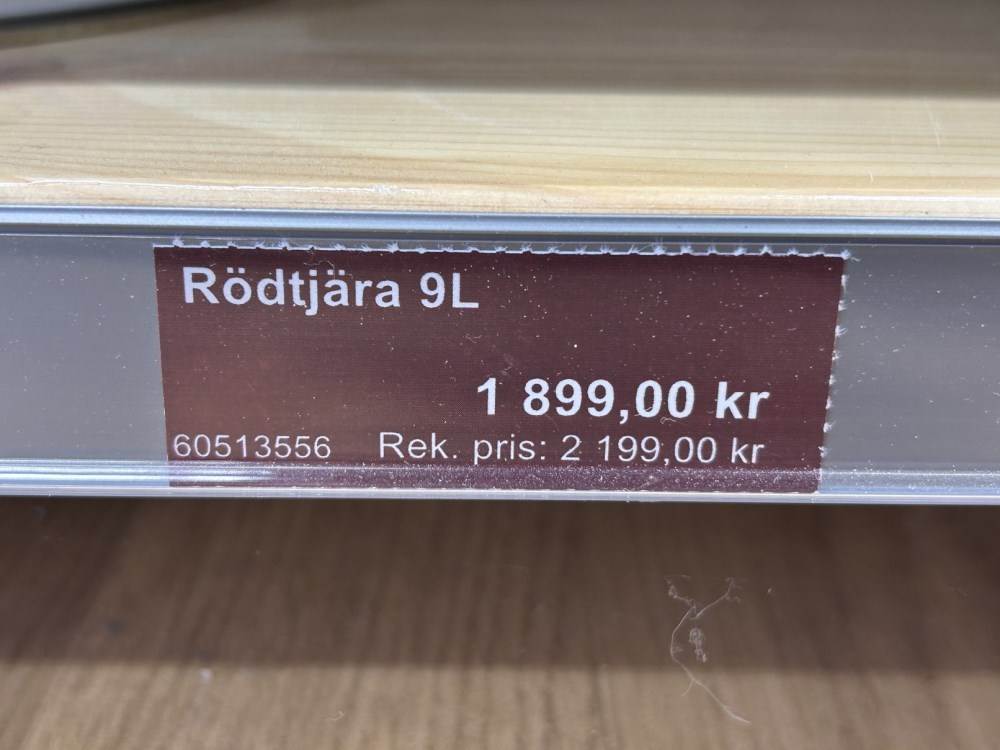 Rödtjära 9L
1 899,00 kr
60513556 Rek. pris: 2 199,00 kr